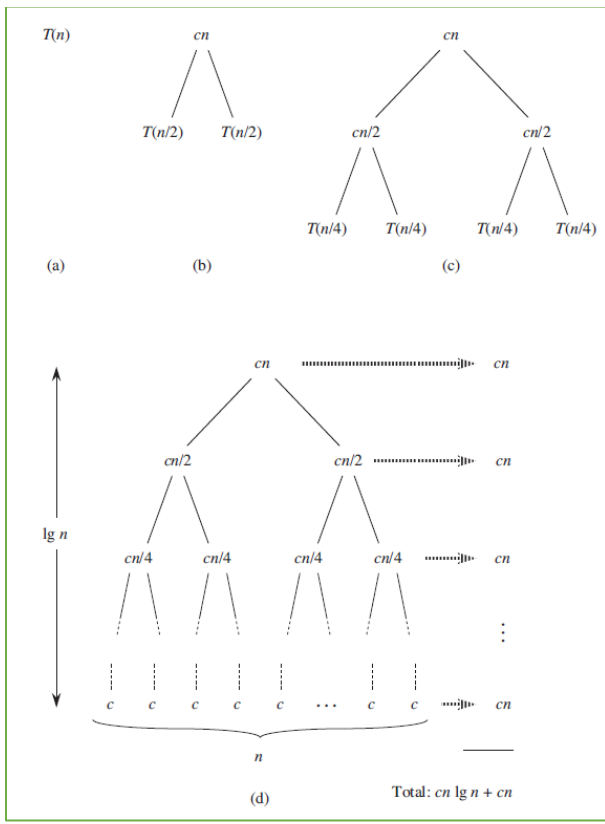 T(n) cn cn
T(n/2) T(n/2) cn/2 cn/2
T(n/4) T(n/4) T(n/4) T(n/4)
(a) (b) (c)
cn cn
cn/2 cn/2 cn
lg n
cn/4 cn/4 cn/4 cn/4 cn
⋮
c c c c c ... c c cn
n
(d) Total: cn lg n + cn